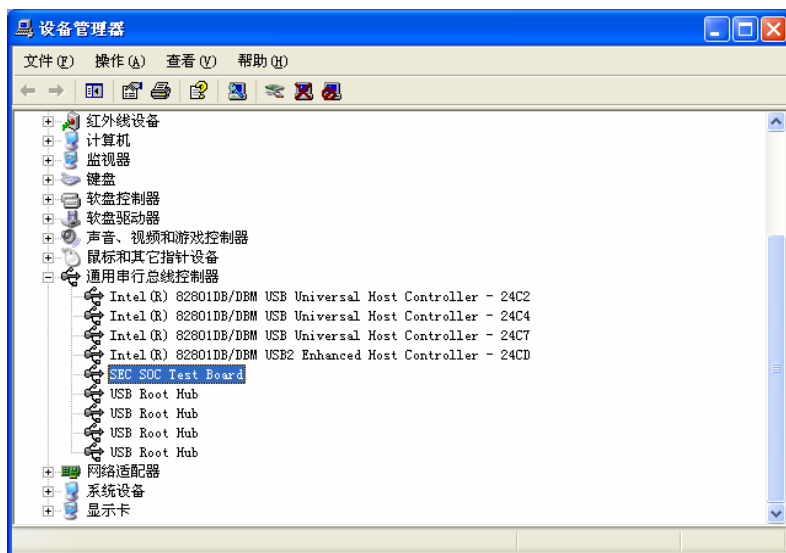 设备管理器
文件(F) 操作(A) 查看(V) 帮助(H)
红外线设备
计算机
监视器
键盘
软盘控制器
软盘驱动器
声音、视频和游戏控制器
鼠标和其它指针设备
通用串行总线控制器
Intel(R) 82801DB/DBM USB Universal Host Controller - 24C2
Intel(R) 82801DB/DBM USB Universal Host Controller - 24C4
Intel(R) 82801DB/DBM USB Universal Host Controller - 24C7
Intel(R) 82801DB/DBM USB2 Enhanced Host Controller - 24CD
SEC SOC Test Board
USB Root Hub
USB Root Hub
USB Root Hub
USB Root Hub
网络适配器
系统设备
显示卡